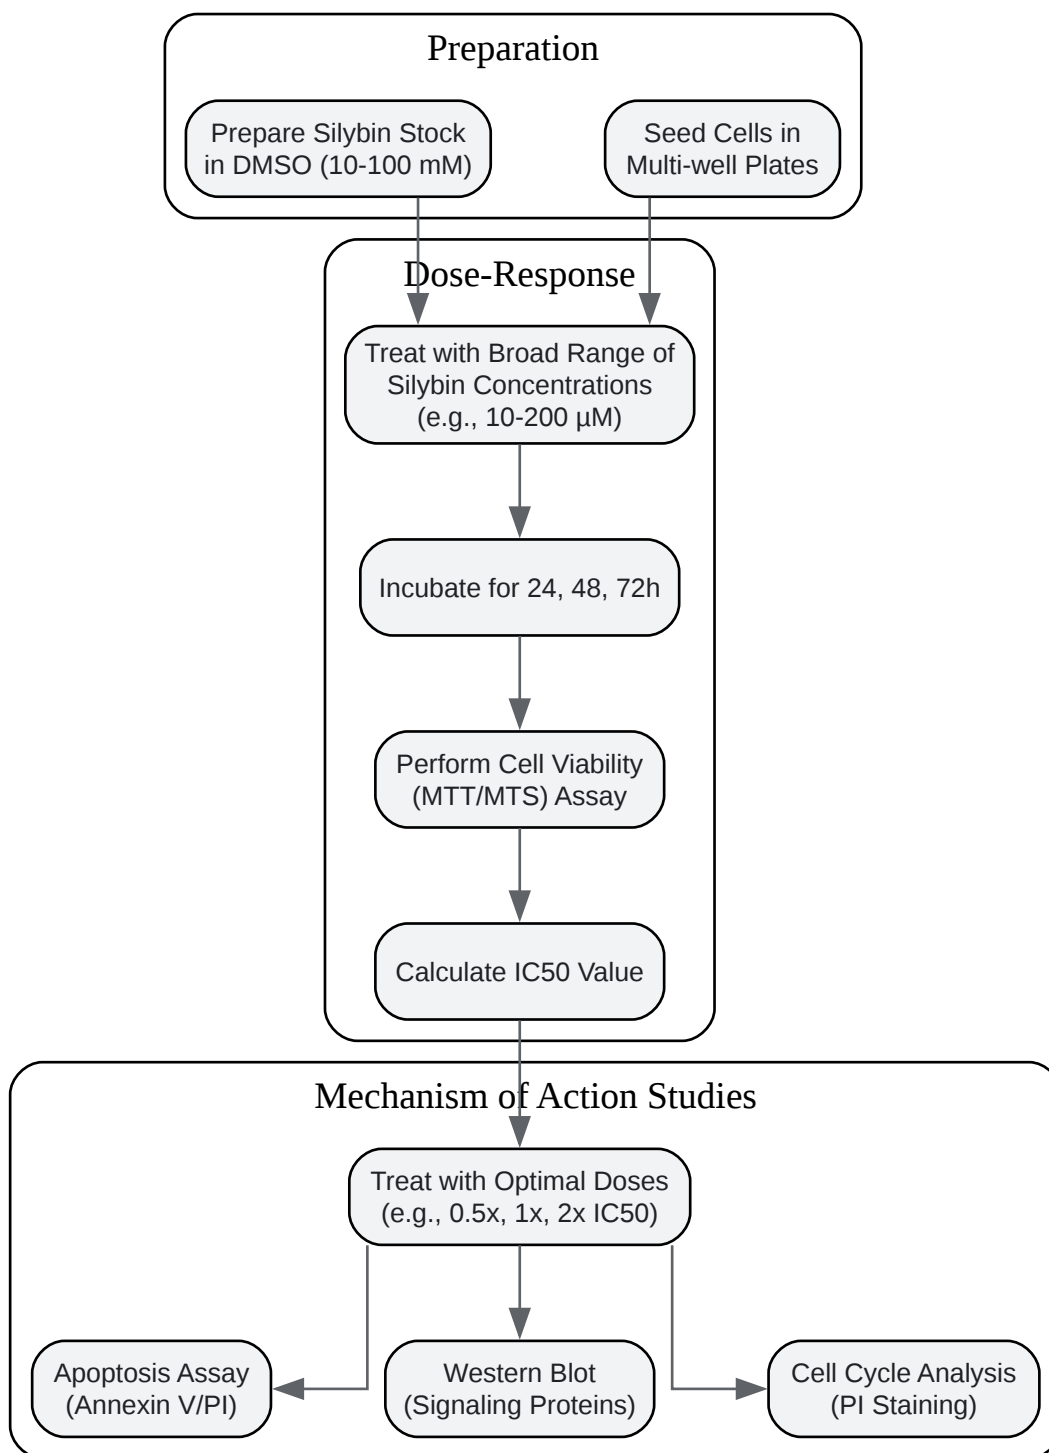 Preparation
Prepare Silybin Stock
in DMSO (10-100 mM)
Seed Cells in
Multi-well Plates
Dose-Response
Treat with Broad Range of
Silybin Concentrations
(e.g., 10-200 µM)
Incubate for 24, 48, 72h
Perform Cell Viability
(MTT/MTS) Assay
Calculate IC50 Value
Mechanism of Action Studies
Treat with Optimal Doses
(e.g., 0.5x, 1x, 2x IC50)
Apoptosis Assay
(Annexin V/PI)
Western Blot
(Signaling Proteins)
Cell Cycle Analysis
(PI Staining)